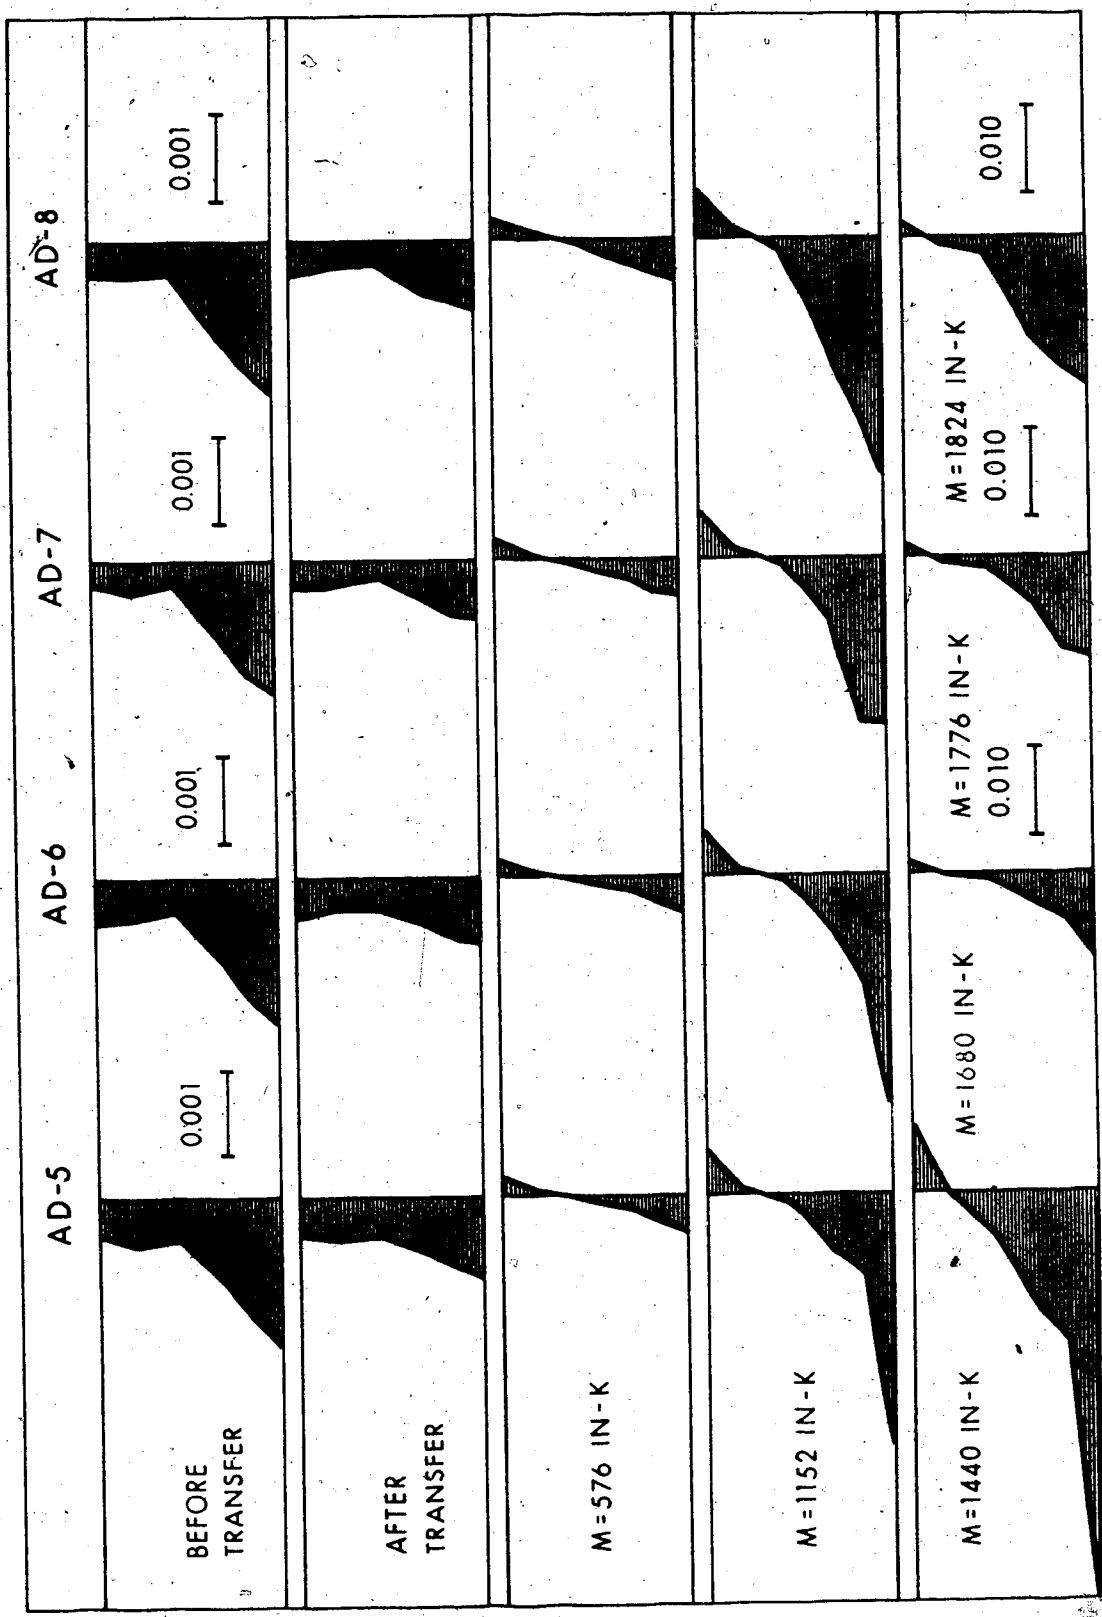 AD-5 AD-6 AD-7 AD-8
BEFORE
TRANSFER
0.001 0.001 0.001 0.001
AFTER
TRANSFER
M=576 IN-K
M=1152 IN-K
M=1440 IN-K M=1680 IN-K M=1776 IN-K M=1824 IN-K
0.010 0.010 0.010